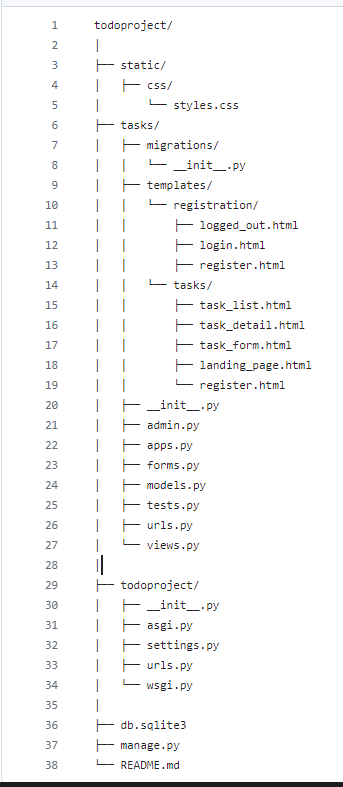 1 todoproject/
2 │
3 ├── static/
4 │   ├── css/
5 │       └── styles.css
6 ├── tasks/
7 │   ├── migrations/
8 │   │   └── __init__.py
9 │   ├── templates/
10 │   │   └── registration/
11 │   │       ├── logged_out.html
12 │   │       ├── login.html
13 │   │       ├── register.html
14 │   │   └── tasks/
15 │   │       ├── task_list.html
16 │   │       ├── task_detail.html
17 │   │       ├── task_form.html
18 │   │       ├── landing_page.html
19 │   │       └── register.html
20 │   ├── __init__.py
21 │   ├── admin.py
22 │   ├── apps.py
23 │   ├── forms.py
24 │   ├── models.py
25 │   ├── tests.py
26 │   ├── urls.py
27 │   └── views.py
28 │
29 ├── todoproject/
30 │   ├── __init__.py
31 │   ├── asgi.py
32 │   ├── settings.py
33 │   ├── urls.py
34 │   └── wsgi.py
35 │
36 ├── db.sqlite3
37 ├── manage.py
38 └── README.md